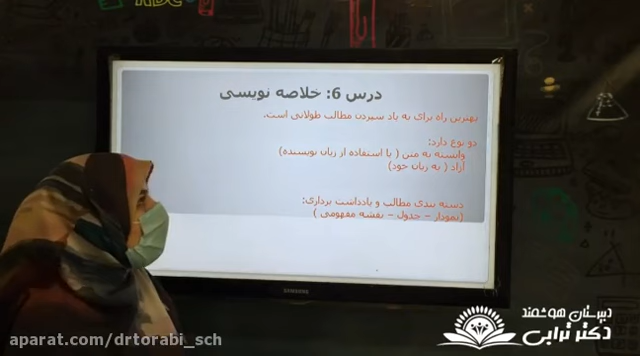 درس 6: خلاصه نویسی
بهترین راه برای به یاد سپردن مطالب طولانی است.
دو نوع دارد:
وابسته به متن ( با استفاده از زبان نویسنده)
آزاد ( به زبان خود)
دسته بندی مطالب و یادداشت برداری:
(نمودار – جدول – نقشه مفهومی )
SAMSUNG
دبیرستان هوشمند
دکتر ترابی
aparat.com/drtorabi_sch